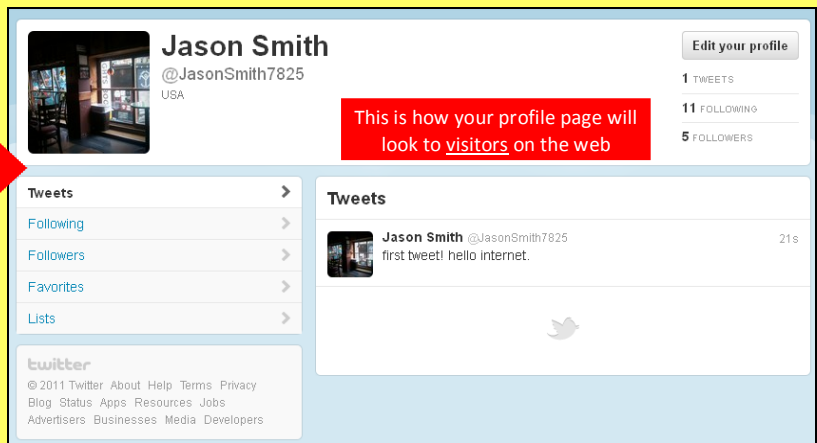 Jason Smith
@JasonSmith7825
USA
Edit your profile
1 TWEETS
11 FOLLOWING
5 FOLLOWERS
This is how your profile page will
look to visitors on the web
Tweets
Following
Followers
Favorites
Lists
Tweets
Jason Smith @JasonSmith7825 21s
first tweet! hello internet.
twitter
© 2011 Twitter About Help Terms Privacy
Blog Status Apps Resources Jobs
Advertisers Businesses Media Developers